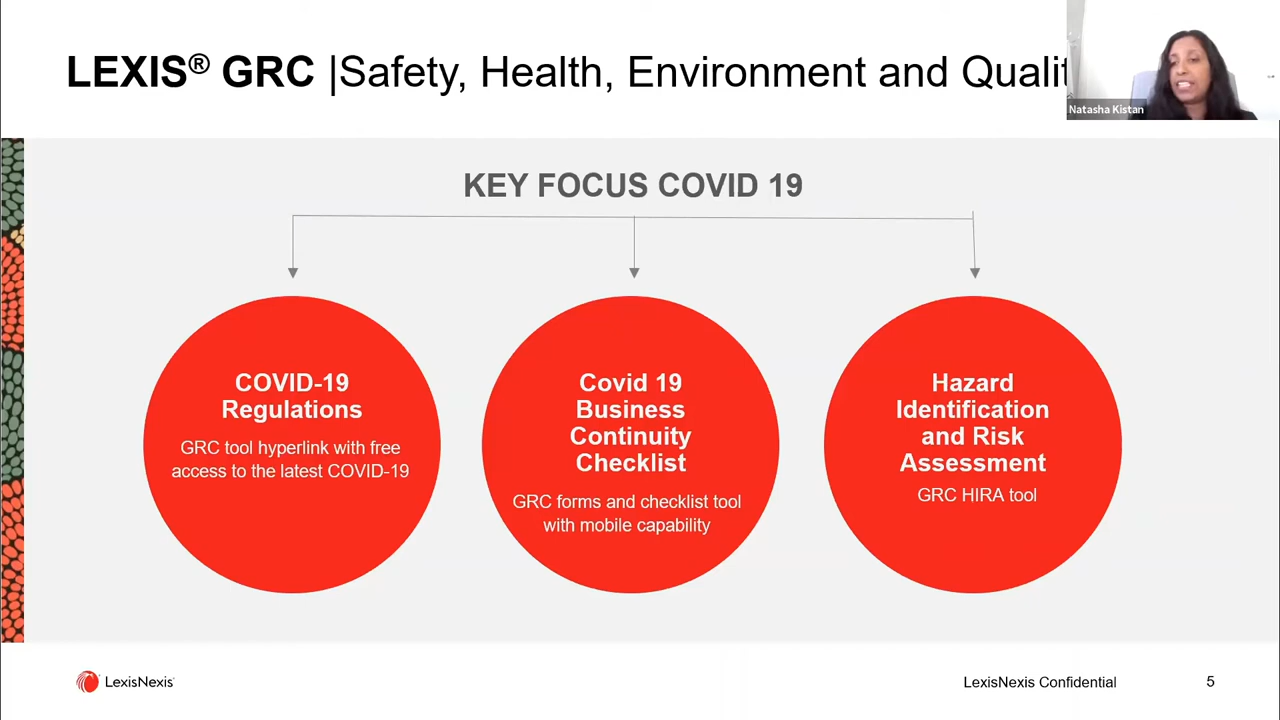 LEXIS® GRC |Safety, Health, Environment and Qualit
Natasha Kistan
KEY FOCUS COVID 19
COVID-19
Regulations
GRC tool hyperlink with free
access to the latest COVID-19
Covid 19
Business
Continuity
Checklist
GRC forms and checklist tool
with mobile capability
Hazard
Identification
and Risk
Assessment
GRC HIRA tool
LexisNexis®
LexisNexis Confidential
5